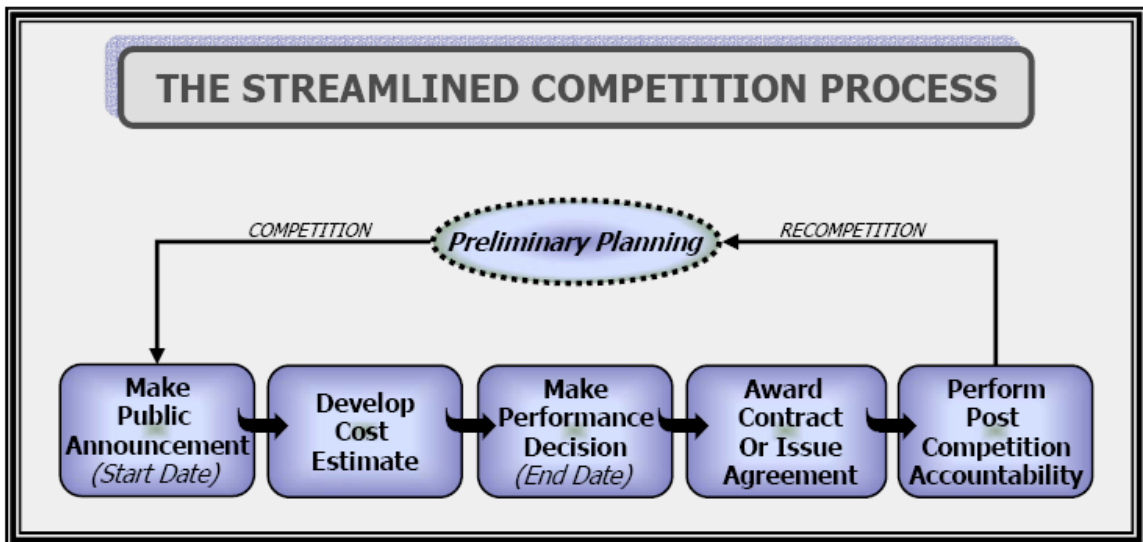 THE STREAMLINED COMPETITION PROCESS
COMPETITION
Preliminary Planning
RECOMPETITION
Make
Public
Announcement
(Start Date)
Develop
Cost
Estimate
Make
Performance
Decision
(End Date)
Award
Contract
Or Issue
Agreement
Perform
Post
Competition
Accountability